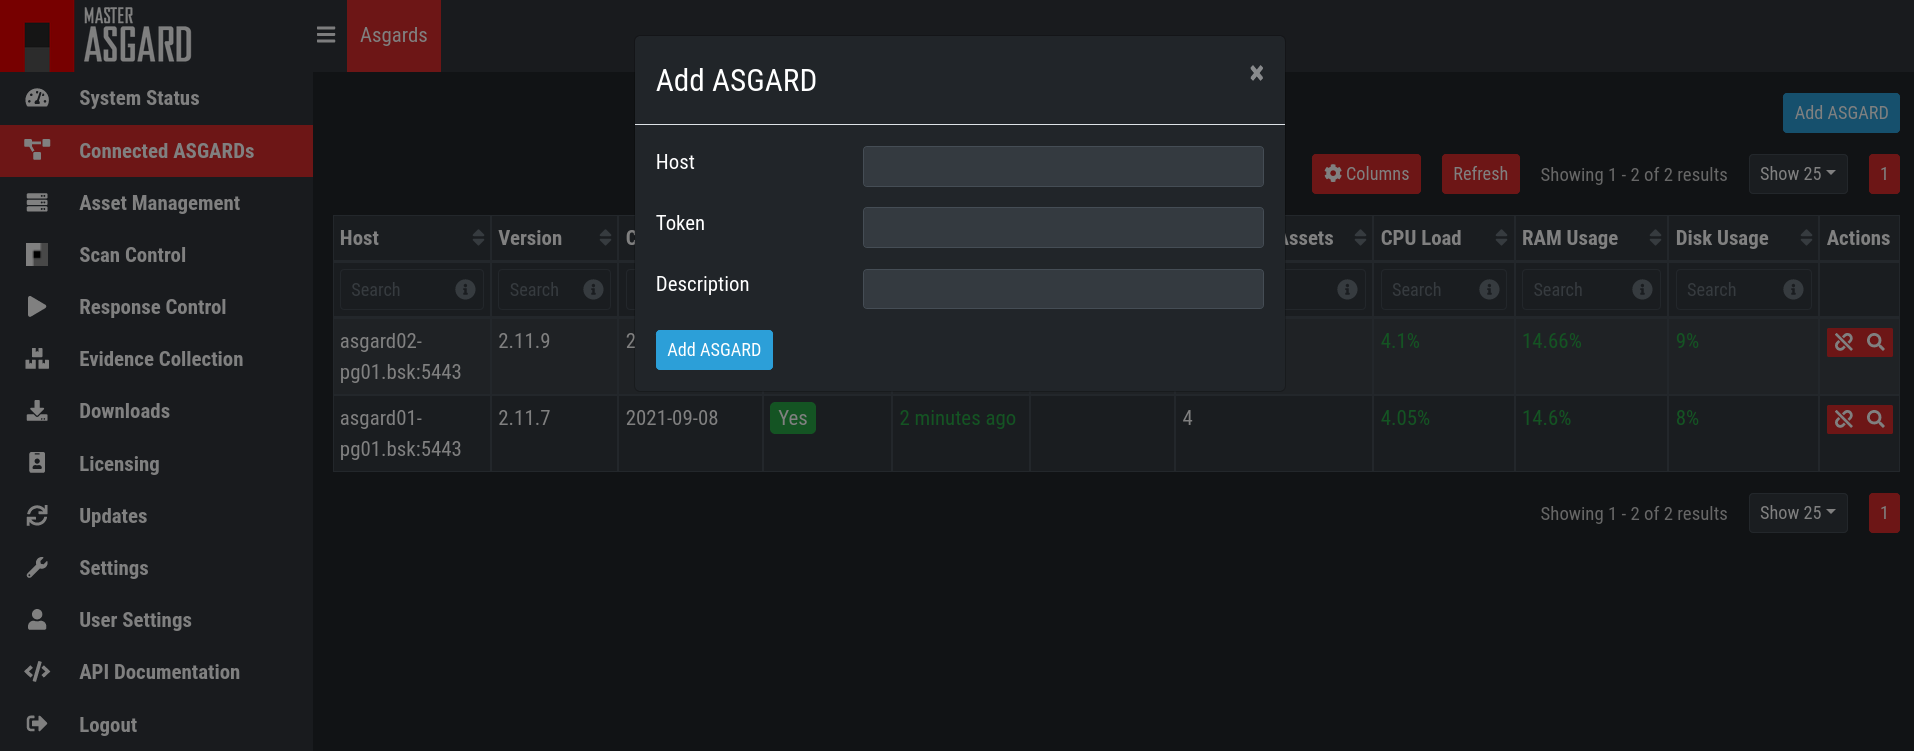 MASTER
ASGARD
Asgards
System Status
Connected ASGARDs
Asset Management
Scan Control
Response Control
Evidence Collection
Downloads
Licensing
Updates
Settings
User Settings
API Documentation
Logout
Add ASGARD
×
Host
Token
Description
Add ASGARD
Add ASGARD
Columns Refresh Showing 1 - 2 of 2 results Show 25 1
Host Version C ssets CPU Load RAM Usage Disk Usage Actions
Search Search Search Search Search
asgard02- 2.11.9 2 4.1% 14.66% 9%
pg01.bsk:5443
asgard01- 2.11.7 2021-09-08 Yes 2 minutes ago 4 4.05% 14.6% 8%
pg01.bsk:5443
Showing 1 - 2 of 2 results Show 25 1